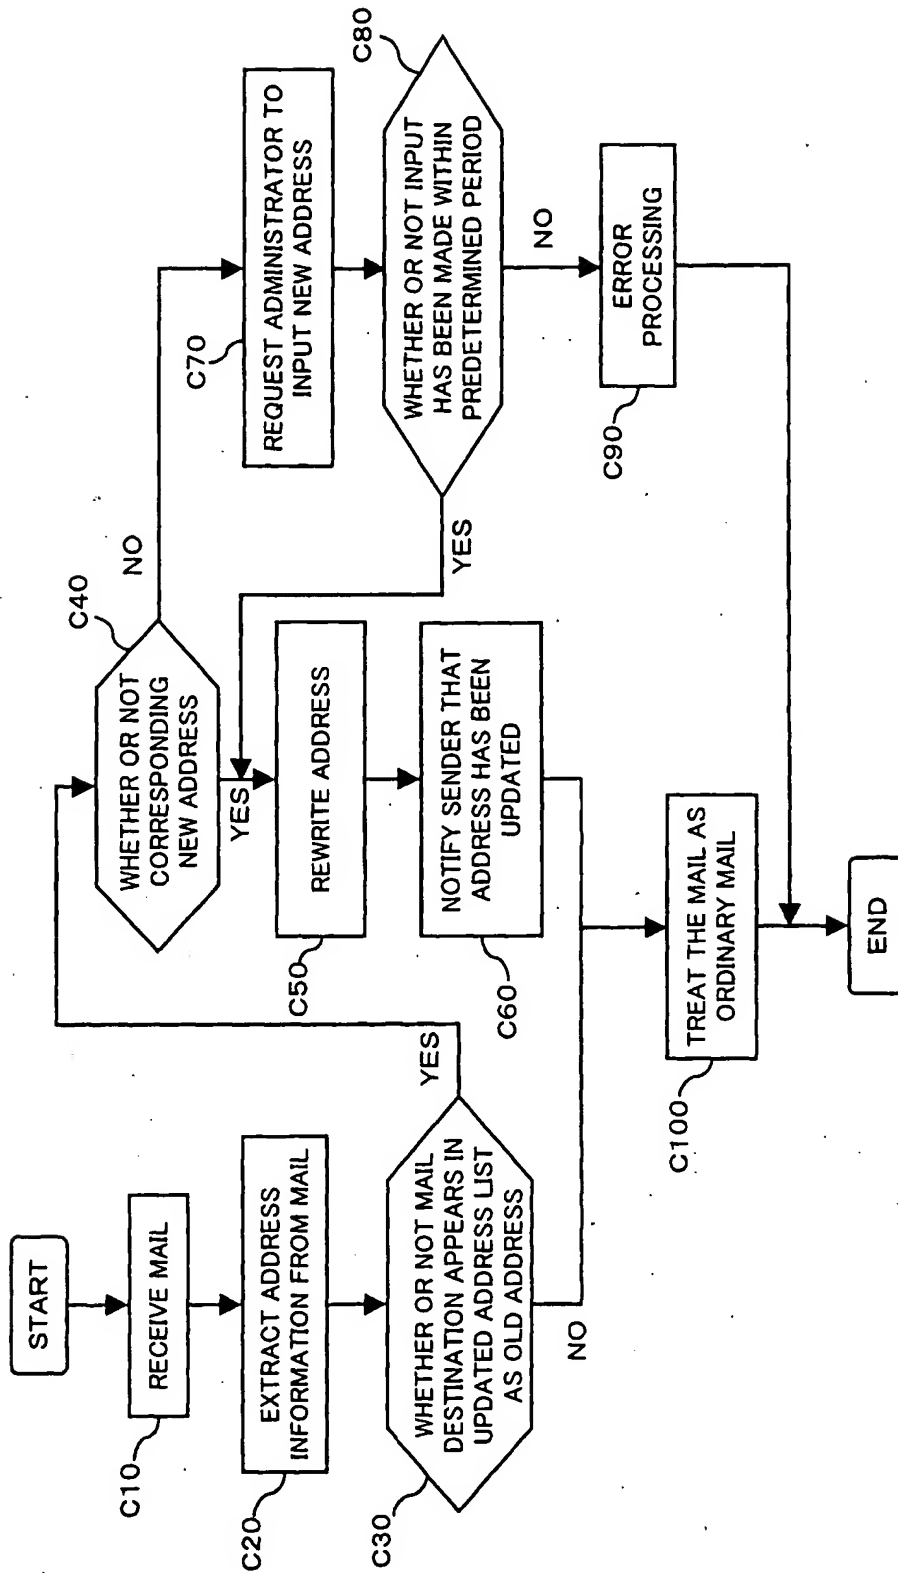 START
C10
RECEIVE MAIL
C20
EXTRACT ADDRESS
INFORMATION FROM MAIL
C30
WHETHER OR NOT MAIL
DESTINATION APPEARS IN
UPDATED ADDRESS LIST
AS OLD ADDRESS
YES
NO
C40
WHETHER OR NOT
CORRESPONDING
NEW ADDRESS
NO
YES
C50
REWRITE ADDRESS
C60
NOTIFY SENDER THAT
ADDRESS HAS BEEN
UPDATED
C70
REQUEST ADMINISTRATOR TO
INPUT NEW ADDRESS
C80
WHETHER OR NOT INPUT
HAS BEEN MADE WITHIN
PREDETERMINED PERIOD
YES
NO
C90
ERROR
PROCESSING
C100
TREAT THE MAIL AS
ORDINARY MAIL
END